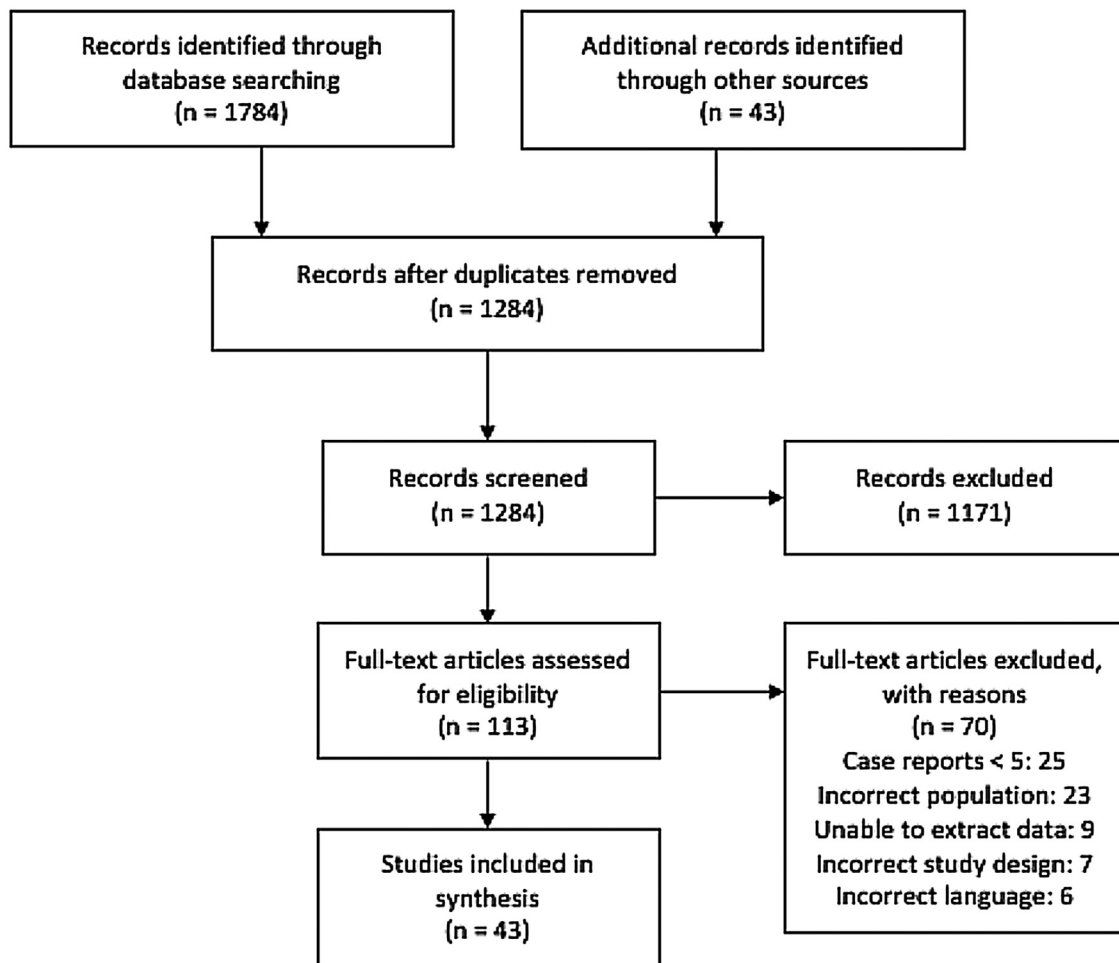 Records identified through
database searching
(n = 1784)
Additional records identified
through other sources
(n = 43)
Records after duplicates removed
(n = 1284)
Records screened
(n = 1284)
Records excluded
(n = 1171)
Full-text articles assessed
for eligibility
(n = 113)
Full-text articles excluded,
with reasons
(n = 70)
Case reports < 5: 25
Incorrect population: 23
Unable to extract data: 9
Incorrect study design: 7
Incorrect language: 6
Studies included in
synthesis
(n = 43)